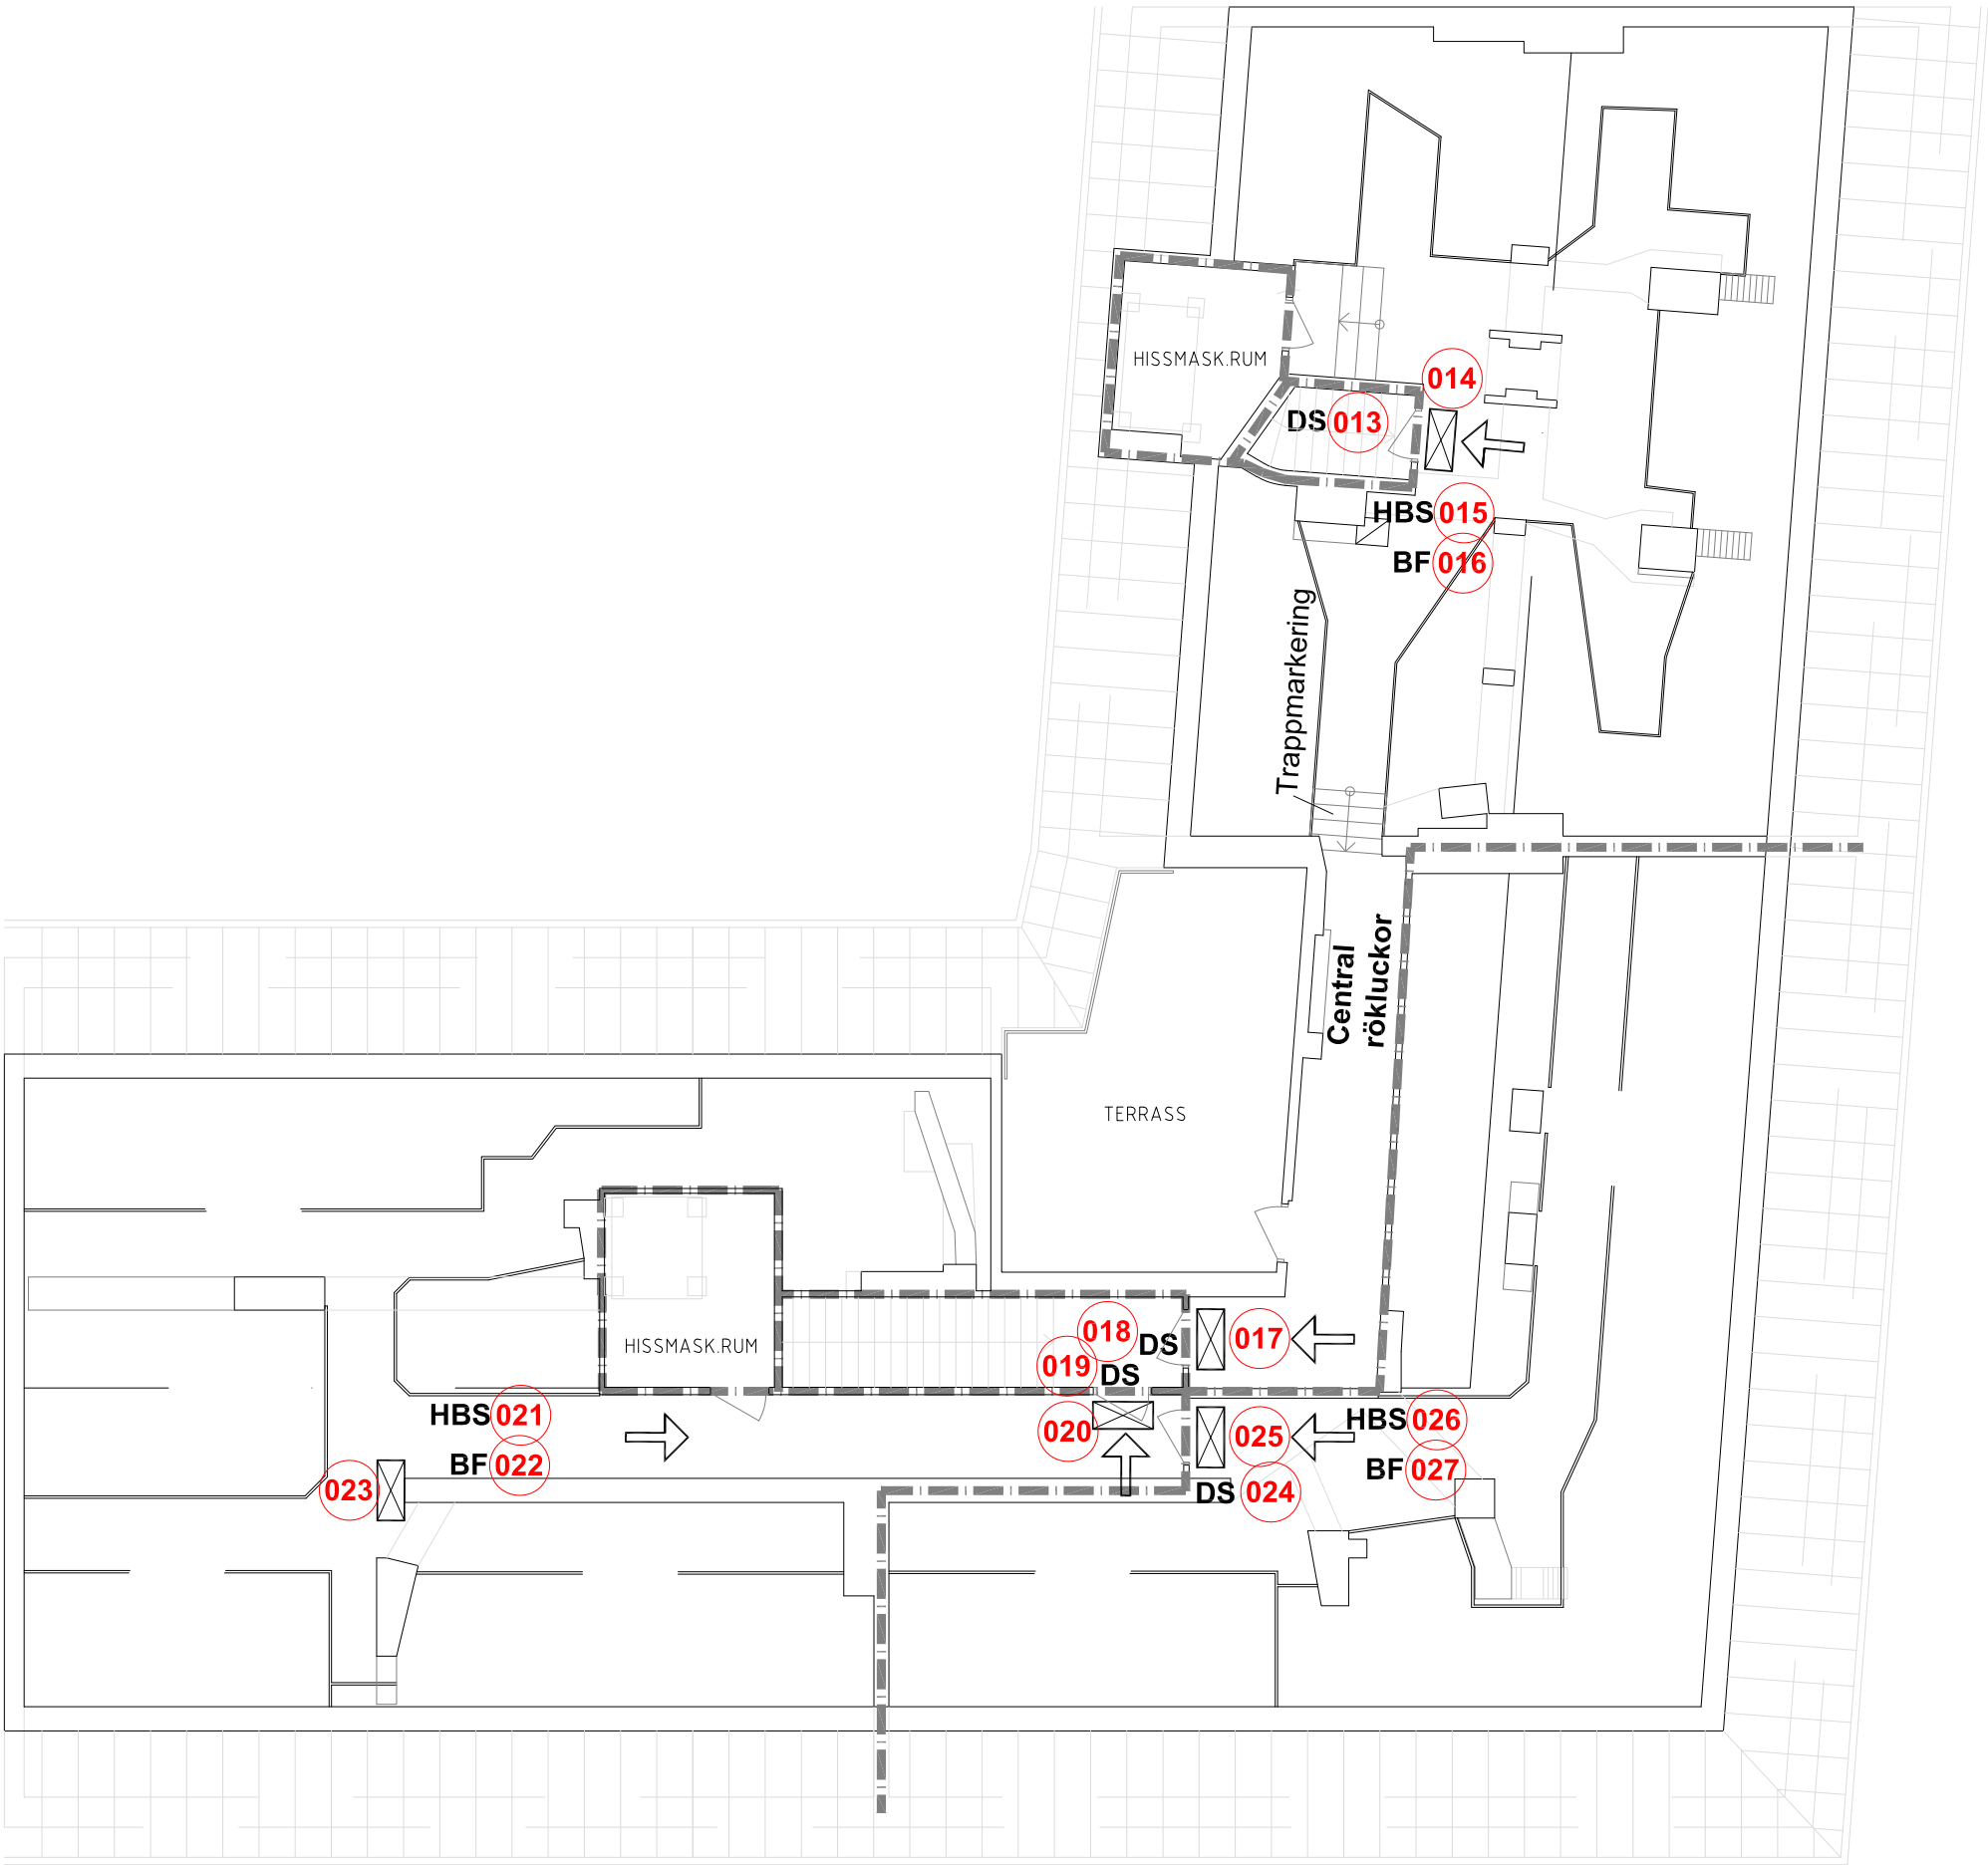 HISSMASK.RUM
014
DS 013
HBS 015
BF 016
Trappmarkering
Central
rökluckor
TERRASS
HISSMASK.RUM
018
DS
017
019
DS
HBS 021
020
025
HBS 026
BF 022
BF 027
023
DS 024